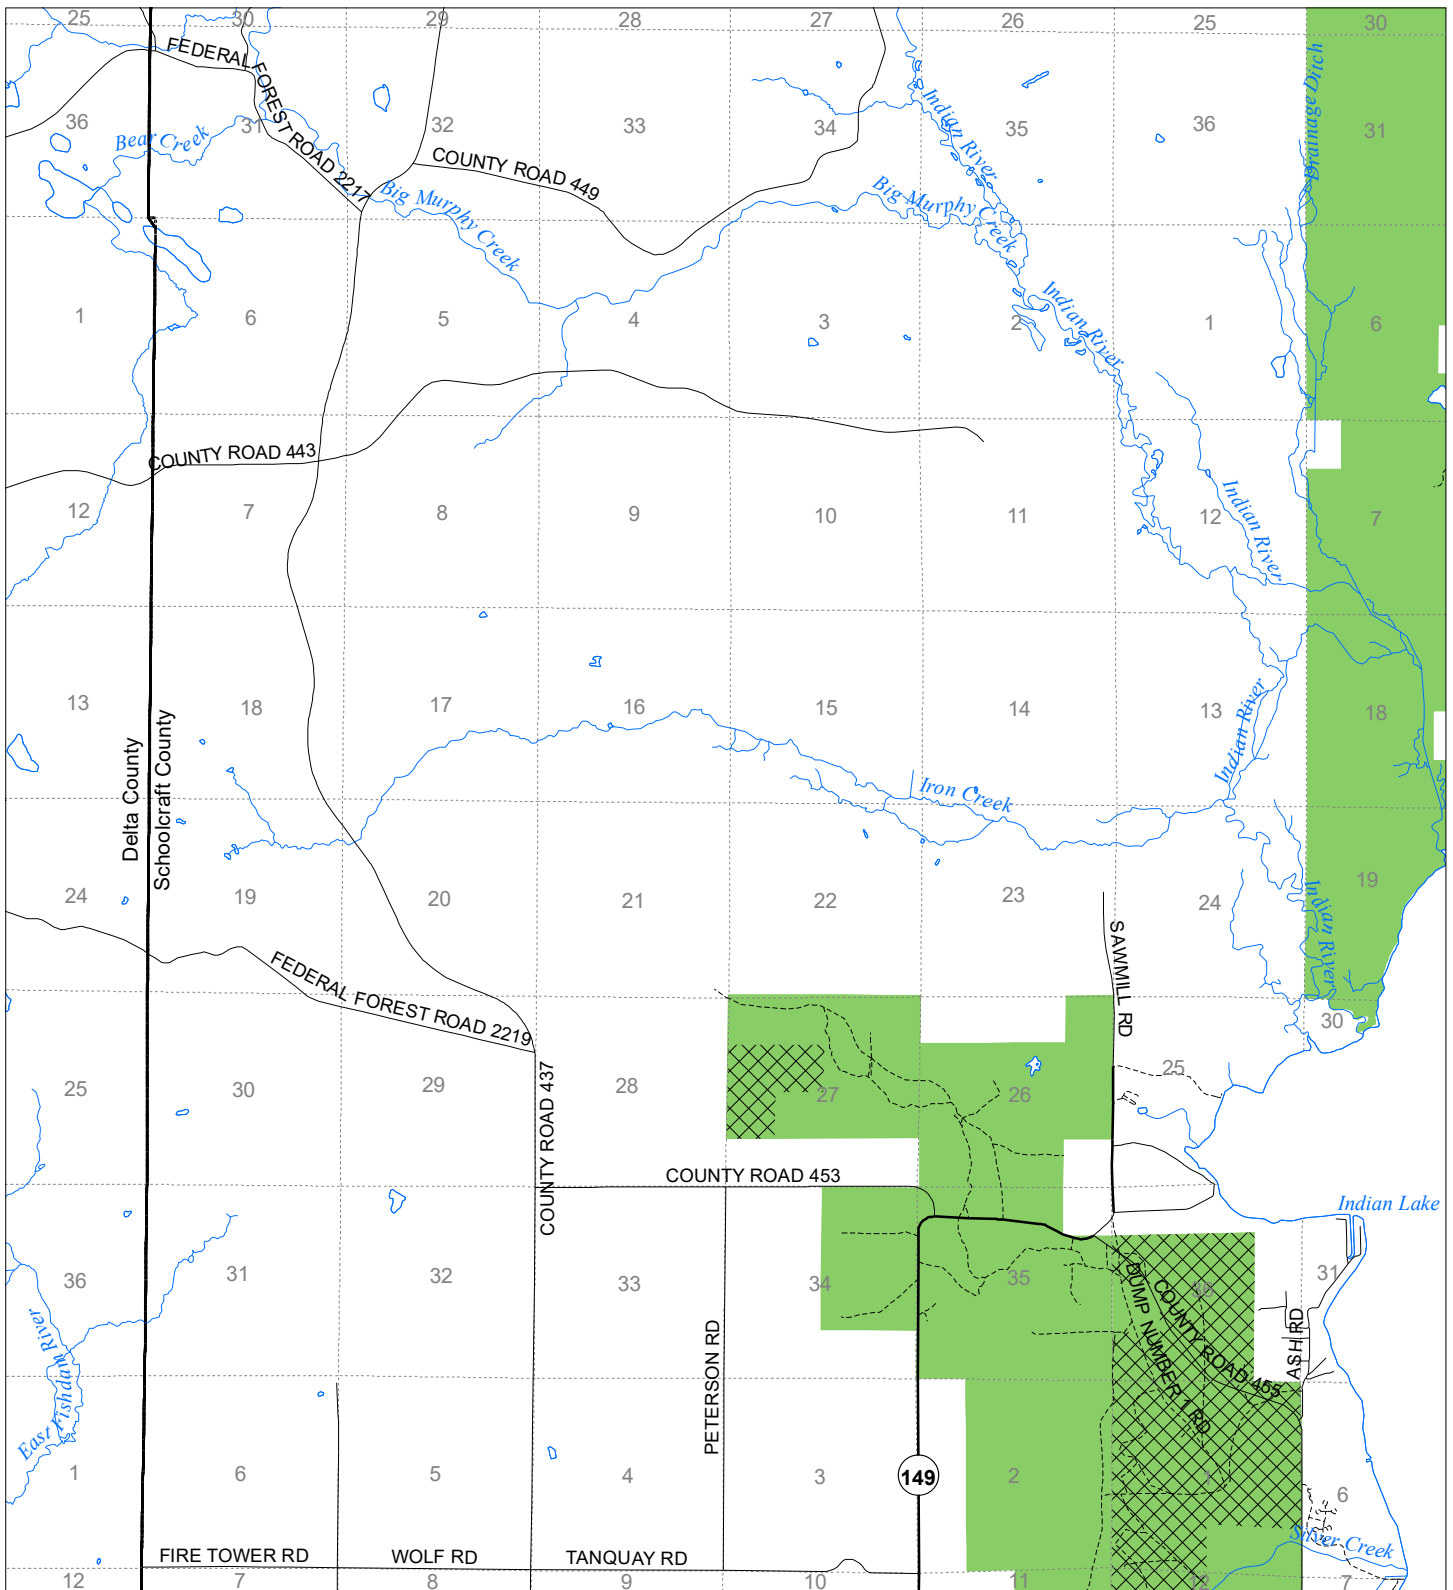 25 30 29 28 27 26 25 30
FEDERAL FOREST ROAD 2217
Drainage Ditch
36 31 32 33 34 35 36 31
Bear Creek
COUNTY ROAD 449
Indian River
Big Murphy Creek
Big Murphy Creek
Indian River
1 6 5 4 3 2 1 6
COUNTY ROAD 443
Indian River
12 7 8 9 10 11 12 7
13 18 17 16 15 14 13 18
Delta County
Schoolcraft County
Indian River
Iron Creek
24 19 20 21 22 23 24 19
Indian River
SAWMILL RD
FEDERAL FOREST ROAD 2219
30
25 30 29 28 27 26 25
COUNTY ROAD 437
COUNTY ROAD 453
Indian Lake
36 31 32 33 34 35 36 31
East Fishdam River
DUMP NUMBER 1 RD
COUNTY ROAD 455
ASH RD
PETERSON RD
1 6 5 4 3 2 1 6
149
Silver Creek
FIRE TOWER RD
WOLF RD
TANQUAY RD
12 7 8 9 10 11 12 7